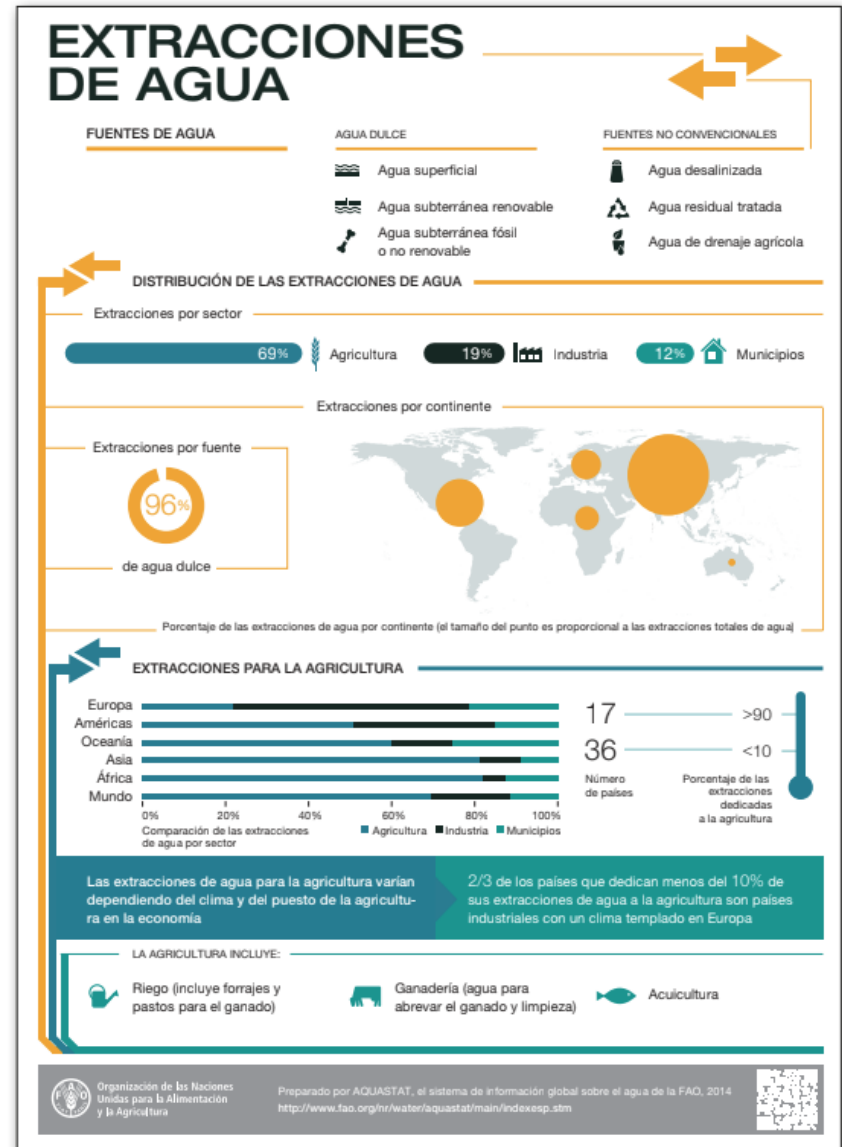 EXTRACCIONES
DE AGUA
FUENTES DE AGUA
AGUA DULCE
Agua superficial
Agua subterránea renovable
Agua subterránea fósil
o no renovable
FUENTES NO CONVENCIONALES
Agua desalinizada
Agua residual tratada
Agua de drenaje agrícola
DISTRIBUCIÓN DE LAS EXTRACCIONES DE AGUA
Extracciones por sector
69% Agricultura 19% Industria 12% Municipios
Extracciones por continente
Extracciones por fuente
96%
de agua dulce
Porcentaje de las extracciones de agua por continente (el tamaño del punto es proporcional a las extracciones totales de agua)
EXTRACCIONES PARA LA AGRICULTURA
Europa
Américas
Oceanía
Asia
África
Mundo
0% 20% 40% 60% 80% 100%
Comparación de las extracciones
de agua por sector
Agricultura Industria Municipios
17 >90
36 <10
Número
de países
Porcentaje de las
extracciones
dedicadas
a la agricultura
Las extracciones de agua para la agricultura varían
dependiendo del clima y del puesto de la agricultu-
ra en la economía
2/3 de los países que dedican menos del 10% de
sus extracciones de agua a la agricultura son países
industriales con un clima templado en Europa
LA AGRICULTURA INCLUYE:
Riego (incluye forrajes y
pastos para el ganado)
Ganadería (agua para
abrevar el ganado y limpieza)
Acuicultura
FAO
Organización de las Naciones
Unidas para la Alimentación
y la Agricultura
Preparado por AQUASTAT, el sistema de información global sobre el agua de la FAO, 2014
http://www.fao.org/nr/water/aquastat/main/indexesp.stm